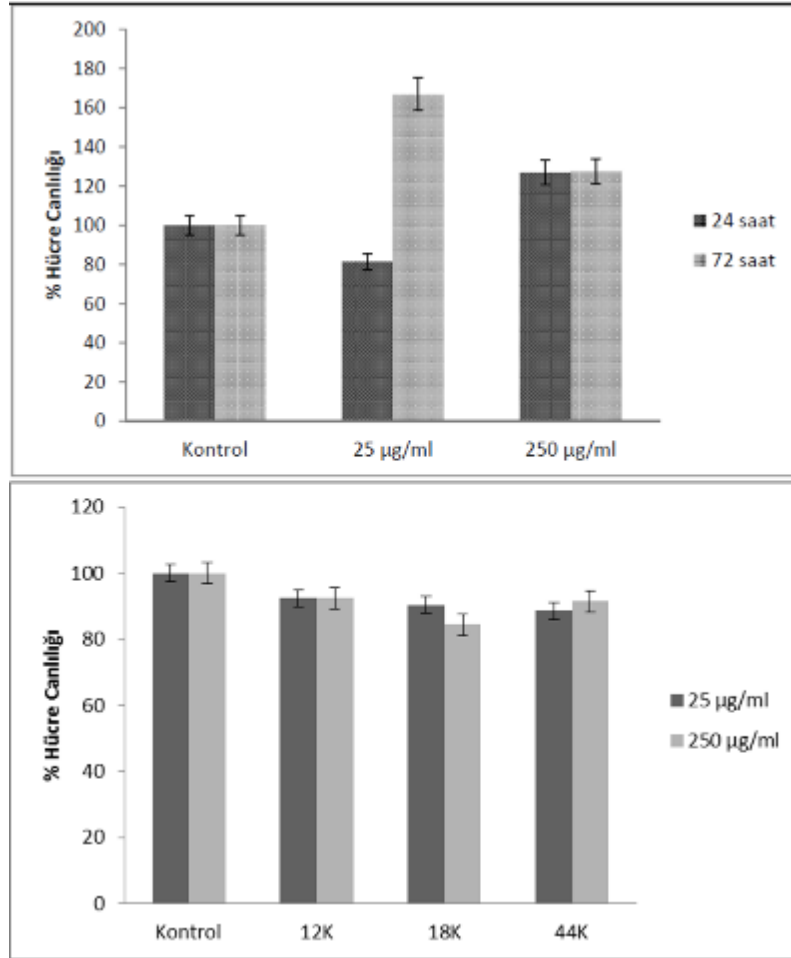 200
180
160
140
120
100
80
60
40
20
0
% Hücre Canlılığı
Kontrol 25 µg/ml 250 µg/ml
24 saat
72 saat
120
100
80
60
40
20
0
% Hücre Canlılığı
Kontrol 12K 18K 44K
25 µg/ml
250 µg/ml